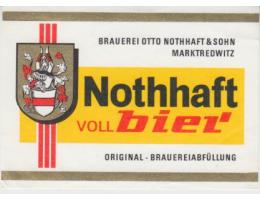 BRAUEREI OTTO NOTHHAFT & SOHN
MARKTREDWITZ
Nothhaft
VOLL bier
ORIGINAL - BRAUEREIABFÜLLUNG